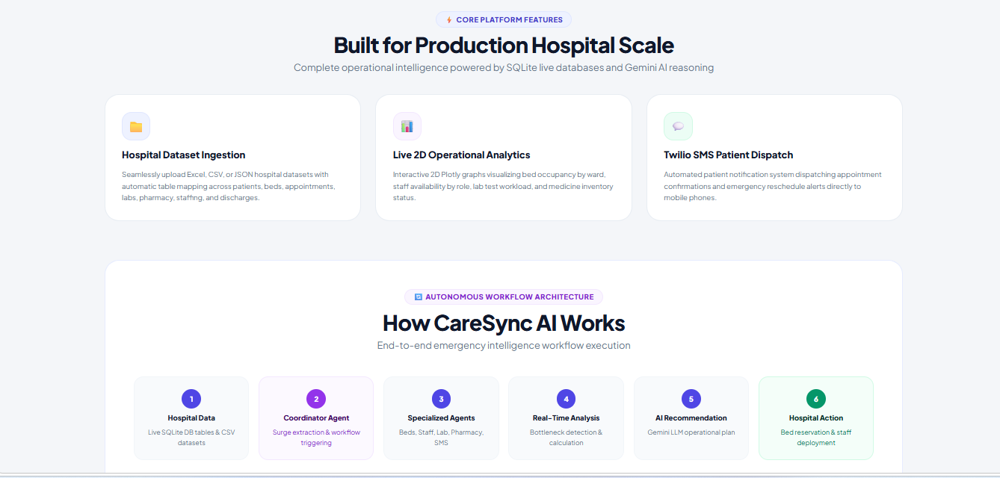 CORE PLATFORM FEATURES
Built for Production Hospital Scale
Complete operational intelligence powered by SQLite live databases and Gemini AI reasoning
Hospital Dataset Ingestion
Seamlessly upload Excel, CSV, or JSON hospital datasets with
automatic table mapping across patients, beds, appointments,
labs, pharmacy, staffing, and discharges.
Live 2D Operational Analytics
Interactive 2D Plotly graphs visualizing bed occupancy by ward,
staff availability by role, lab test workload, and medicine inventory
status.
Twilio SMS Patient Dispatch
Automated patient notification system dispatching appointment
confirmations and emergency reschedule alerts directly to
mobile phones.
AUTONOMOUS WORKFLOW ARCHITECTURE
How CareSync AI Works
End-to-end emergency intelligence workflow execution
1
Hospital Data
Live SQLite DB tables & CSV
datasets
2
Coordinator Agent
Surge extraction & workflow
triggering
3
Specialized Agents
Beds, Staff, Lab, Pharmacy,
SMS
4
Real-Time Analysis
Bottleneck detection &
calculation
5
AI Recommendation
Gemini LLM operational plan
6
Hospital Action
Bed reservation & staff
deployment